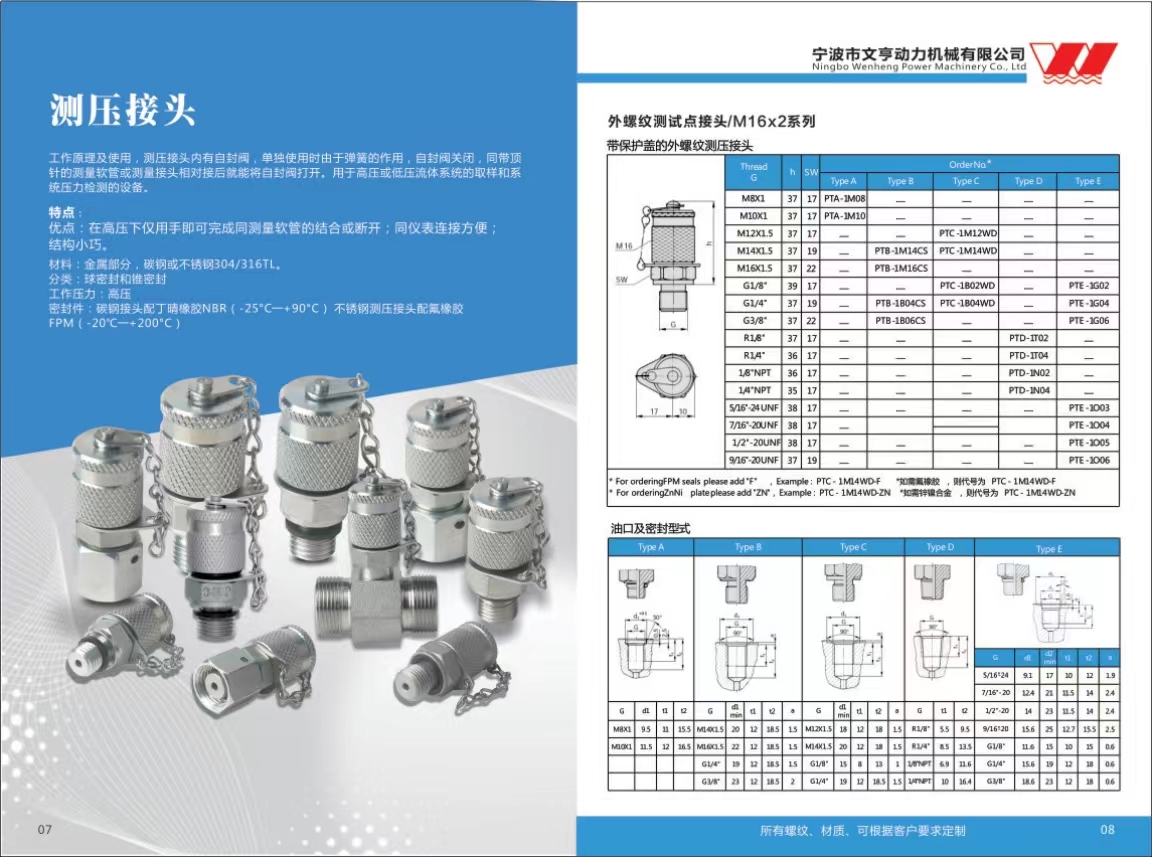 测压接头
工作原理及使用，测压接头内有自封阀，单独使用时由于弹簧的作用，自封阀关闭，同带顶
针的测量软管或测量接头相对接后就能将自封阀打开。用于高压或低压流体系统的取样和系
统压力检测的设备。
特点：
优点：在高压下仅用手即可完成同测量软管的结合或断开；同仪表连接方便；
结构小巧。
材料：金属部分，碳钢或不锈钢304/316TL。
分类：球密封和锥密封
工作压力：高压
密封件：碳钢接头配丁晴橡胶NBR（-25°C—+90°C）不锈钢测压接头配氟橡胶
FPM（-20℃—+200°C）
07
宁波市文亨动力机械有限公司
Ningbo Wenheng Power Machinery Co., Ltd
外螺纹测试点接头/M16x2系列
带保护盖的外螺纹测压接头
M16
SW
h
G
17 10
Thread G h SW OrderNo.*
Type A Type B Type C Type D Type E
M8X1 37 17 PTA-1M08 — — — —
M10X1 37 17 PTA-1M10 — — — —
M12X1.5 37 17 — — PTC-1M12WD — —
M14X1.5 37 19 — PTB-1M14CS PTC-1M14WD — —
M16X1.5 37 22 — PTB-1M16CS — — —
G1/8" 39 17 — — PTC-1B02WD — PTE-1G02
G1/4" 37 19 — PTB-1B04CS PTC-1B04WD — PTE-1G04
G3/8" 37 22 — PTB-1B06CS — — PTE-1G06
R1/8" 37 17 — — — PTD-1T02 —
R1/4" 36 17 — — — PTD-1T04 —
1/8"NPT 36 17 — — — PTD-1N02 —
1/4"NPT 35 17 — — — PTD-1N04 —
5/16"-24UNF 38 17 — — — — PTE-1O03
7/16"-20UNF 38 17 — PTE-1O04
1/2"-20UNF 38 17 — — — — PTE-1O05
9/16"-20UNF 37 19 — — — — PTE-1O06
* For orderingFPM seals please add "F" , Example : PTC - 1M14WD-F *如需氟橡胶 ，则代号为 PTC - 1M14WD-F
* For orderingZnNi plate please add "ZN" , Example : PTC - 1M14WD-ZN *如需锌镍合金 ，则代号为 PTC - 1M14WD-ZN
油口及密封型式
Type A Type B Type C Type D Type E
G d1 d2 min t1 t2 s
5/16"24 9.1 17 10 12 1.9
7/16"-20 12.4 21 11.5 14 2.4
G d1 t1 t2 G d1 min t1 t2 a G d1 min t1 t2 a G t1 t2 1/2"-20 14 23 11.5 14 2.4
M8X1 9.5 11 15.5 M14X1.5 20 12 18.5 1.5 M12X1.5 18 12 18 1.5 R1/8" 5.5 9.5 9/16"20 15.6 25 12.7 15.5 2.5
M10X1 11.5 12 16.5 M16X1.5 22 12 18.5 1.5 M14X1.5 20 12 18 1.5 R1/4" 8.5 13.5 G1/8" 11.6 15 10 15 0.6
G1/4" 19 12 18.5 1.5 G1/8" 15 8 13 1 1/8"NPT 6.9 11.6 G1/4" 15.6 19 12 18 0.6
G3/8" 23 12 18.5 2 G1/4" 19 12 18.5 1.5 1/4"NPT 10 16.4 G3/8" 18.6 23 12 18 0.6
所有螺纹、材质、可根据客户要求定制
08